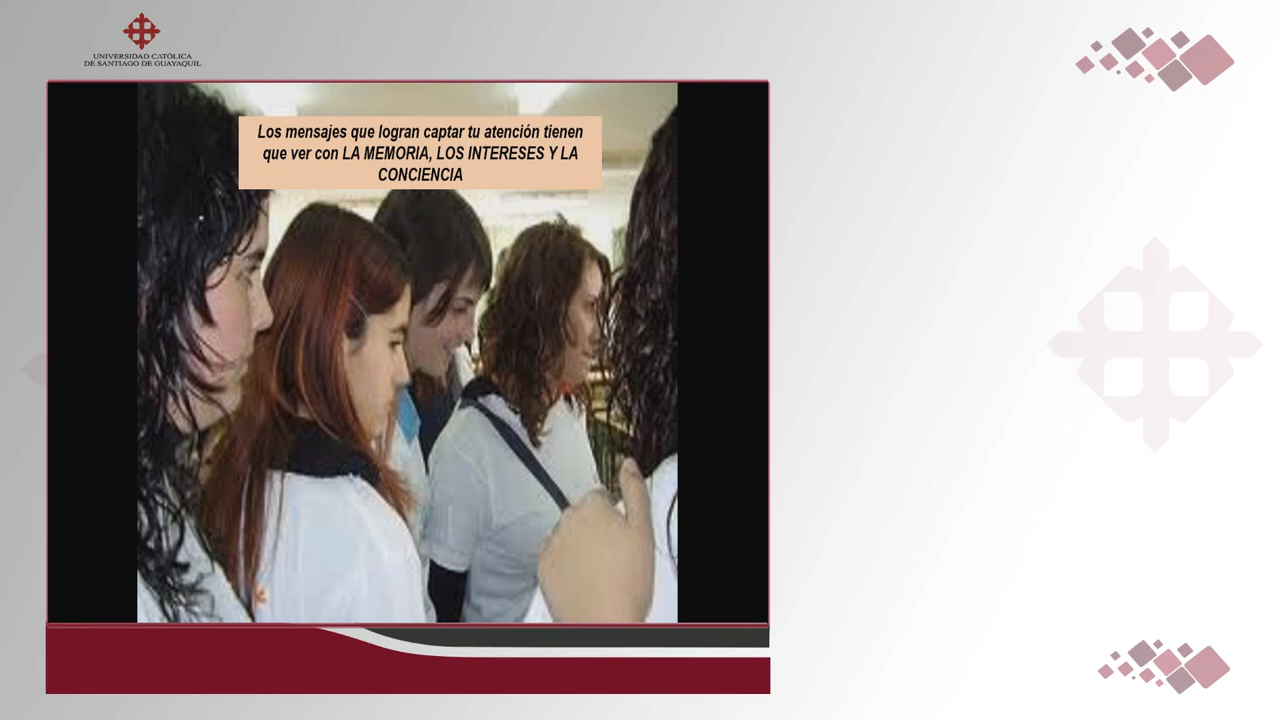 UNIVERSIDAD CATÓLICA
DE SANTIAGO DE GUAYAQUIL
Los mensajes que logran captar tu atención tienen
que ver con LA MEMORIA, LOS INTERESES Y LA
CONCIENCIA